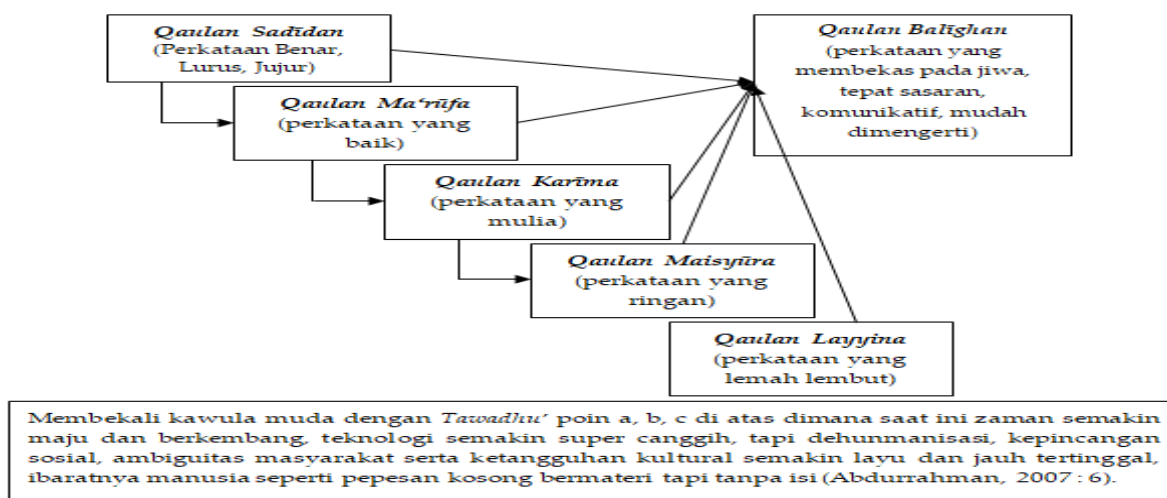 Qaulan Sadīdan
(Perkataan Benar,
Lurus, Jujur)
Qaulan Balīghan
(perkataan yang
membekas pada jiwa,
tepat sasaran,
komunikatif, mudah
dimengerti)
Qaulan Ma‘rūfa
(perkataan yang
baik)
Qaulan Karīma
(perkataan yang
mulia)
Qaulan Maisyūra
(perkataan yang
ringan)
Qaulan Layyina
(perkataan yang
lemah lembut)
Membekali kawula muda dengan Tawadhu’ poin a, b, c di atas dimana saat ini zaman semakin
maju dan berkembang, teknologi semakin super canggih, tapi dehunmanisasi, kepincangan
sosial, ambiguitas masyarakat serta ketangguhan kultural semakin layu dan jauh tertinggal,
ibaratnya manusia seperti pepesan kosong bermateri tapi tanpa isi (Abdurrahman, 2007 : 6).